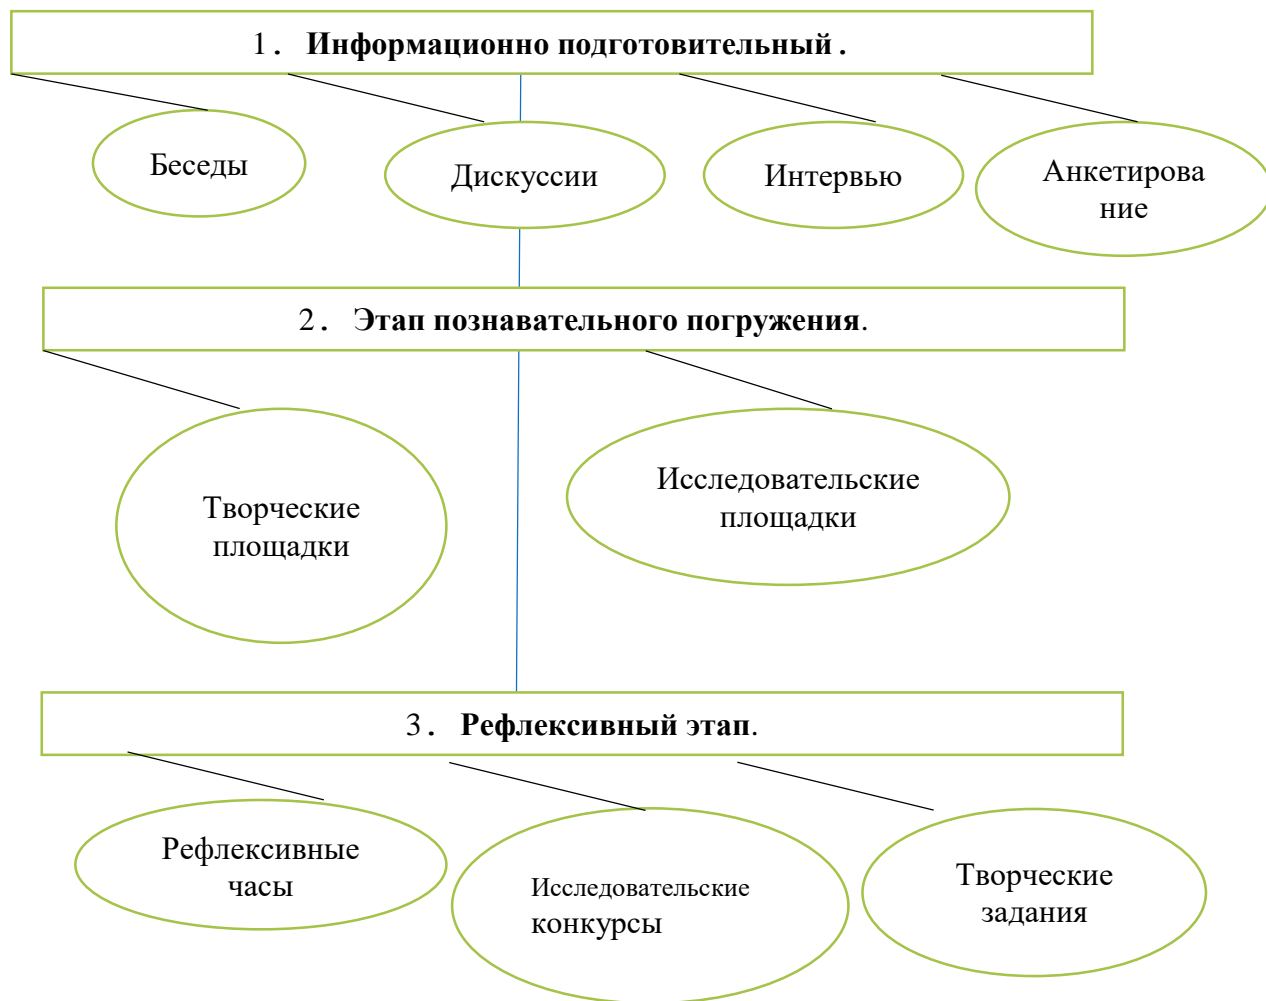 1. Информационно подготовительный.
Беседы
Дискуссии
Интервью
Анкетирова
ние
2. Этап познавательного погружения.
Творческие
площадки
Исследовательские
площадки
3. Рефлексивный этап.
Рефлексивные
часы
Исследовательские
конкурсы
Творческие
задания